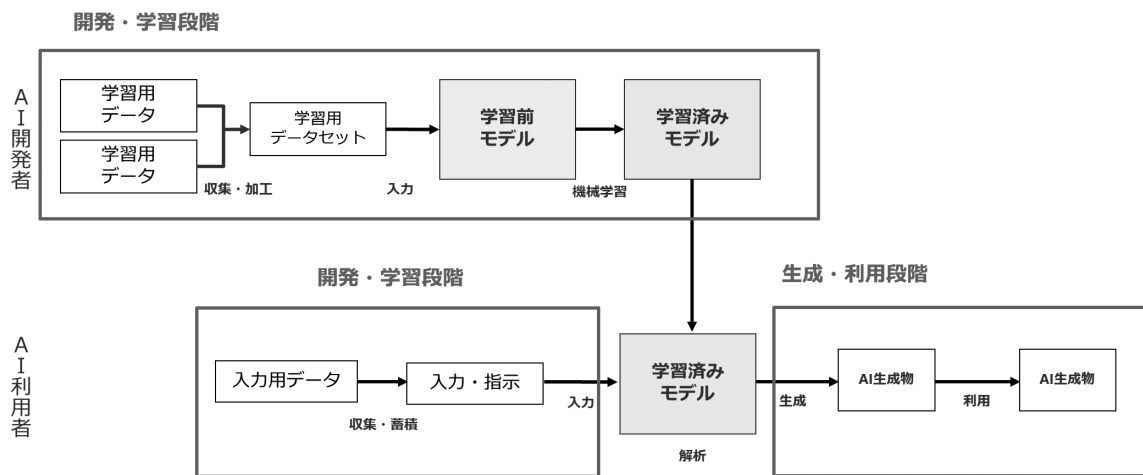 開発・学習段階
AI開発者
学習用
データ
学習用
データ
収集・加工
学習用
データセット
入力
学習前
モデル
機械学習
学習済み
モデル
開発・学習段階
生成・利用段階
AI利用者
入力用データ
収集・蓄積
入力・指示
入力
学習済み
モデル
解析
生成
AI生成物
利用
AI生成物